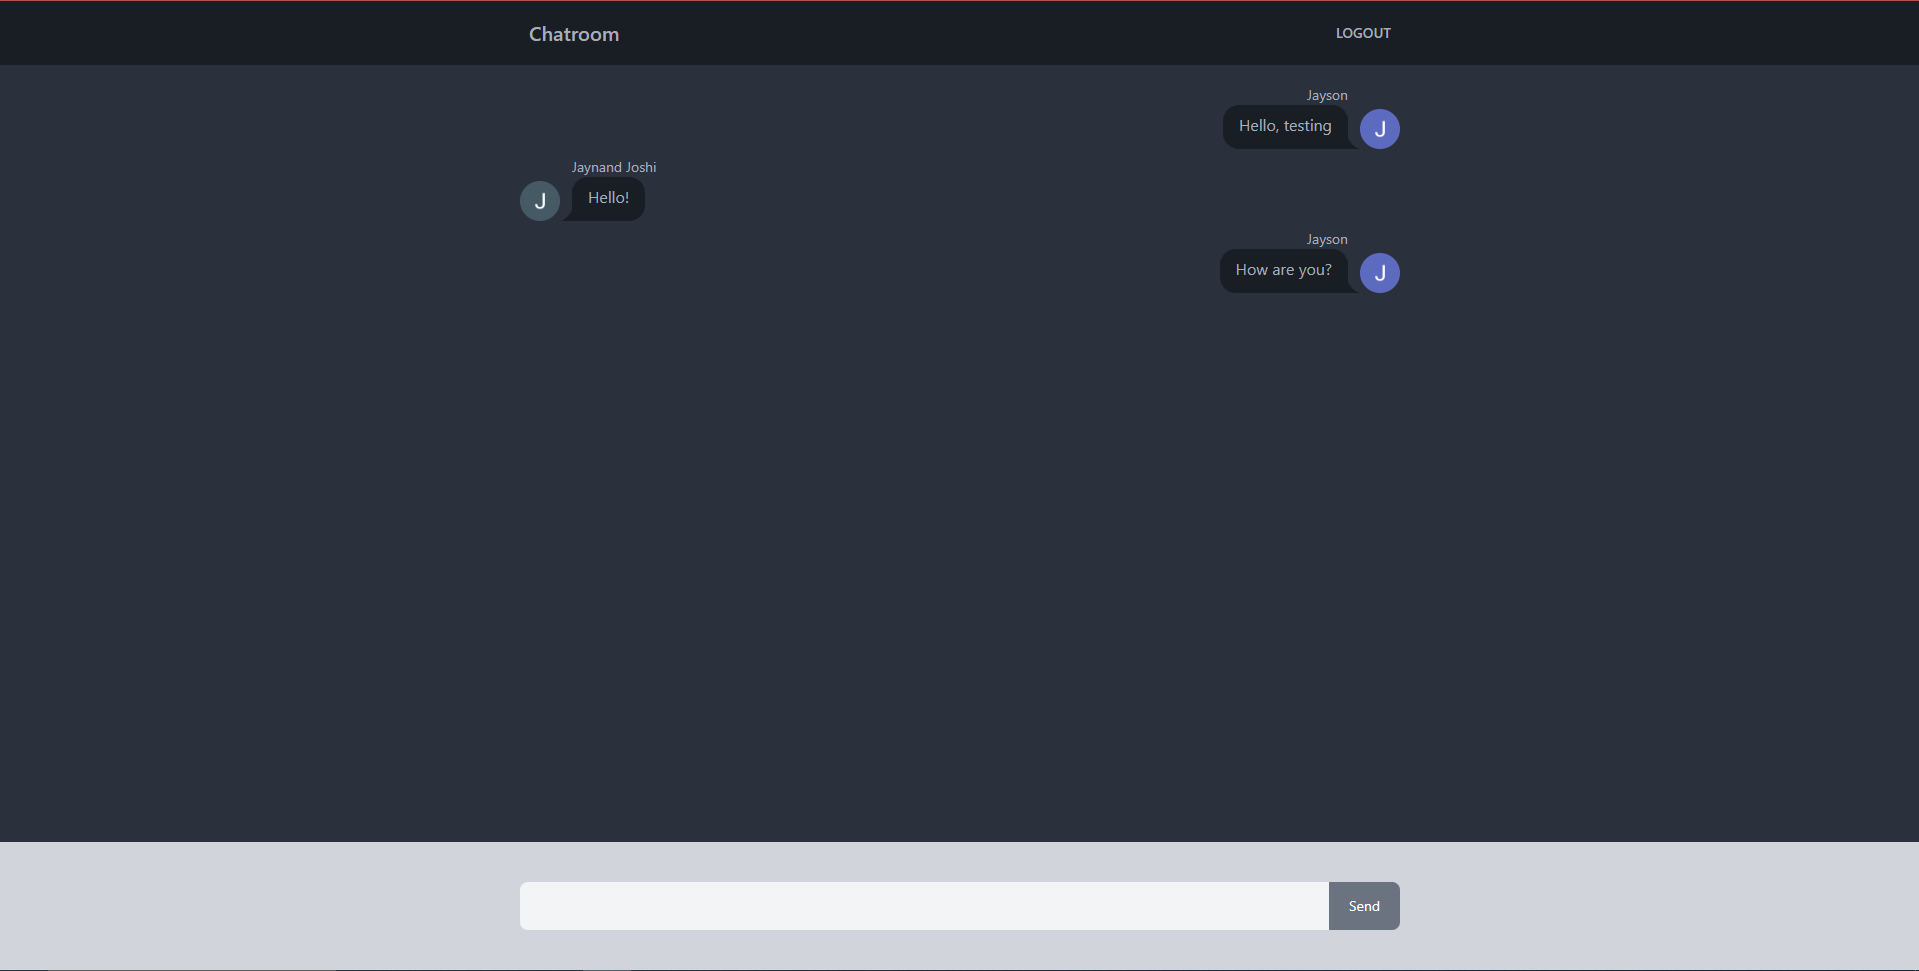 Chatroom
LOGOUT
Jayson
Hello, testing
J
Jaynand Joshi
J
Hello!
Jayson
How are you?
J
Send